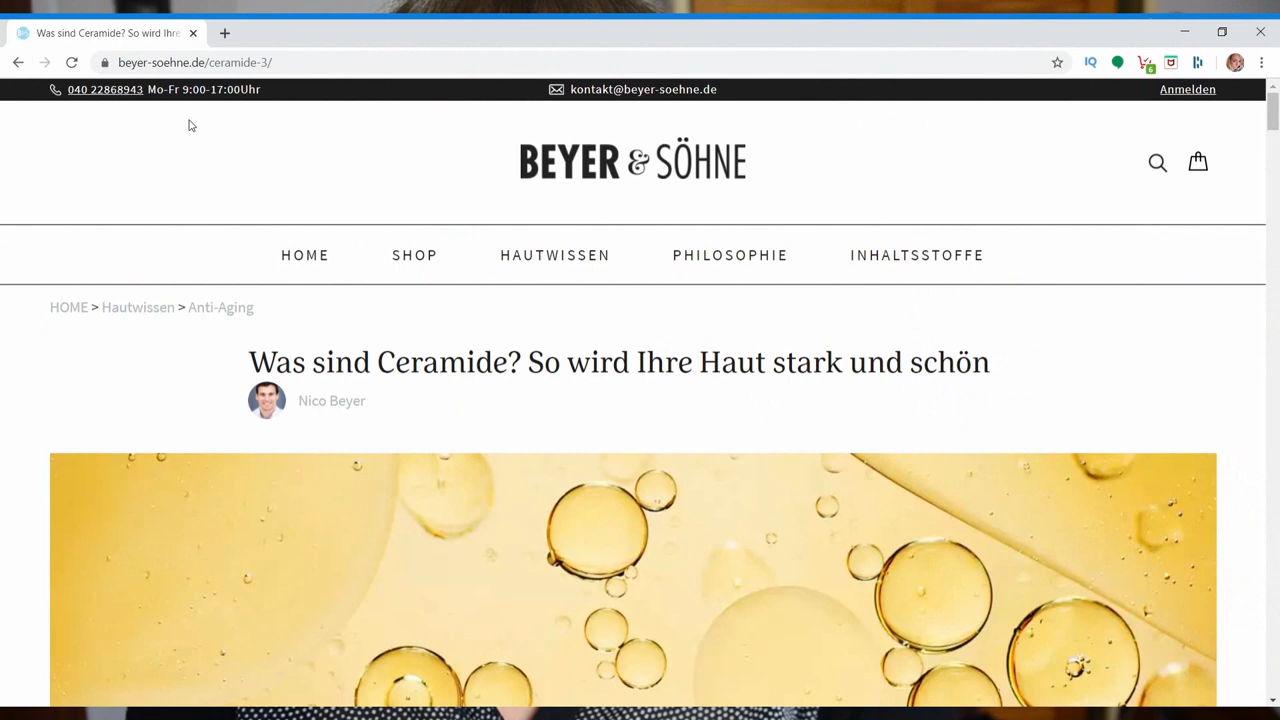 Was sind Ceramide? So wird Ihre
beyer-soehne.de/ceramide-3/
IQ
6
040 22868943 Mo-Fr 9:00-17:00Uhr
kontakt@beyer-soehne.de
Anmelden
BEYER & SÖHNE
HOME
SHOP
HAUTWISSEN
PHILOSOPHIE
INHALTSSTOFFE
HOME > Hautwissen > Anti-Aging
Was sind Ceramide? So wird Ihre Haut stark und schön
Nico Beyer